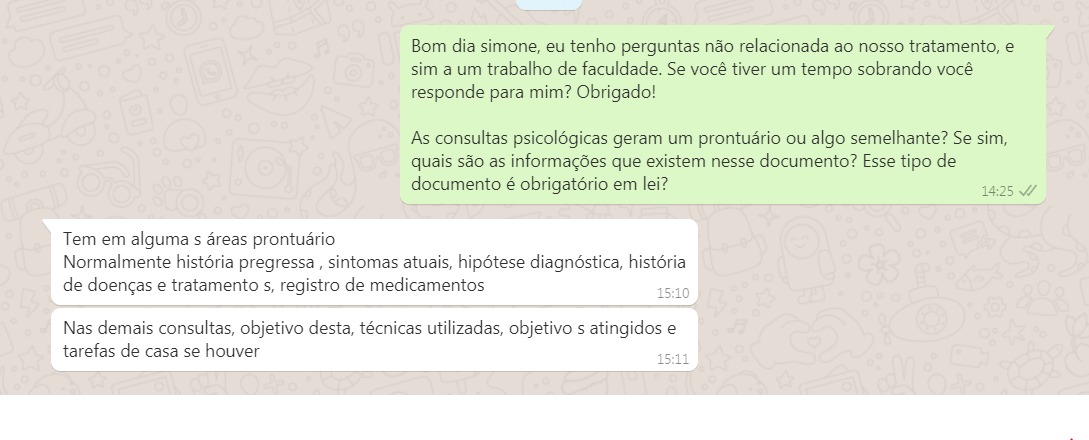 Bom dia simone, eu tenho perguntas não relacionada ao nosso tratamento, e
sim a um trabalho de faculdade. Se você tiver um tempo sobrando você
responde para mim? Obrigado!
As consultas psicológicas geram um prontuário ou algo semelhante? Se sim,
quais são as informações que existem nesse documento? Esse tipo de
documento é obrigatório em lei?
14:25
Tem em alguma s áreas prontuário
Normalmente história pregressa , sintomas atuais, hipótese diagnóstica, história
de doenças e tratamento s, registro de medicamentos
15:10
Nas demais consultas, objetivo desta, técnicas utilizadas, objetivo s atingidos e
tarefas de casa se houver
15:11